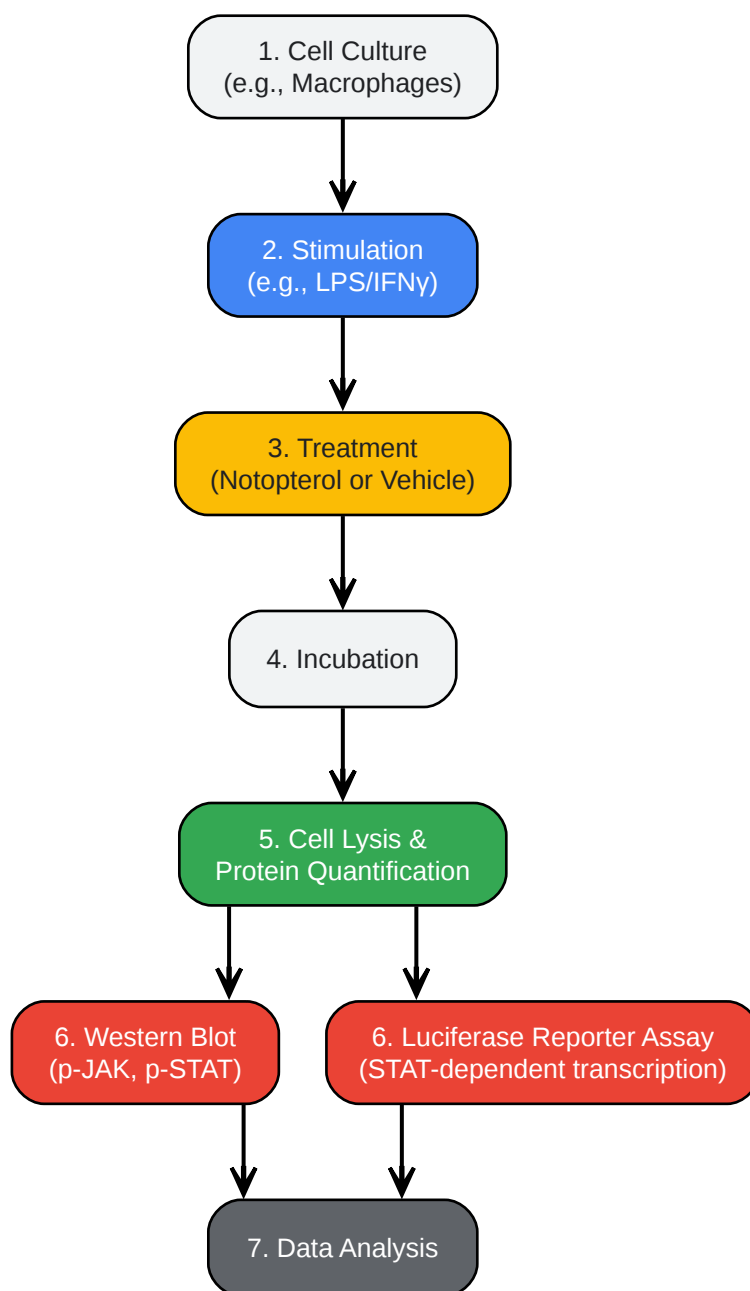 1. Cell Culture
(e.g., Macrophages)
2. Stimulation
(e.g., LPS/IFNγ)
3. Treatment
(Notopterol or Vehicle)
4. Incubation
5. Cell Lysis &
Protein Quantification
6. Western Blot
(p-JAK, p-STAT)
6. Luciferase Reporter Assay
(STAT-dependent transcription)
7. Data Analysis